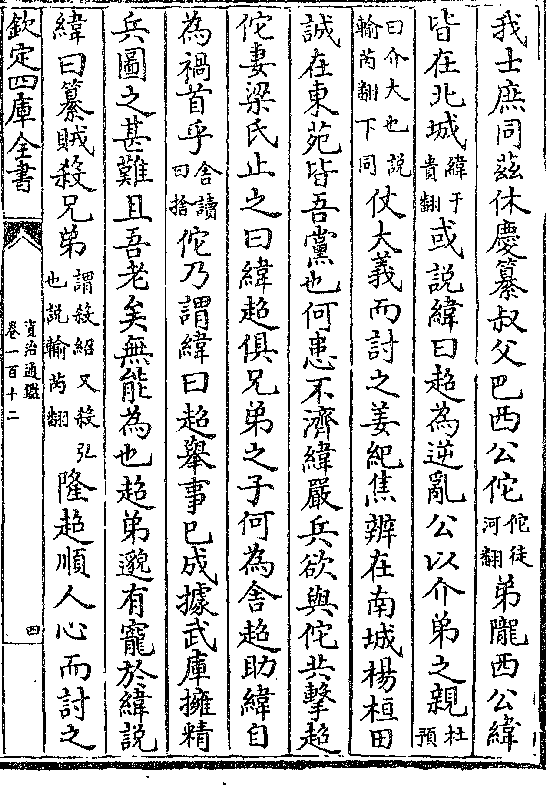 我士庶同茲休慶纂叔父巴西公佗佗徒河翻弟隴西公緯
皆在北城緯于貴翻或説緯曰超為逆亂公以介弟之親杜預
曰介大也説輸芮翻下同仗大義而討之姜紀焦辨在南城楊桓田
誠在東苑皆吾黨也何患不濟緯嚴兵欲與佗共擊超
佗妻梁氏止之曰緯超俱兄弟之子何為舍超助緯自
為禍首乎舍讀曰捨佗乃謂緯曰超舉事已成據武庫擁精
兵圖之甚難且吾老矣無能為也超弟邈有寵於緯説
緯曰纂賊殺兄弟謂殺紹又殺弘也説輸芮翻隆超順人心而討之
欽定四庫全書
資治通鑑
卷一百十二
四